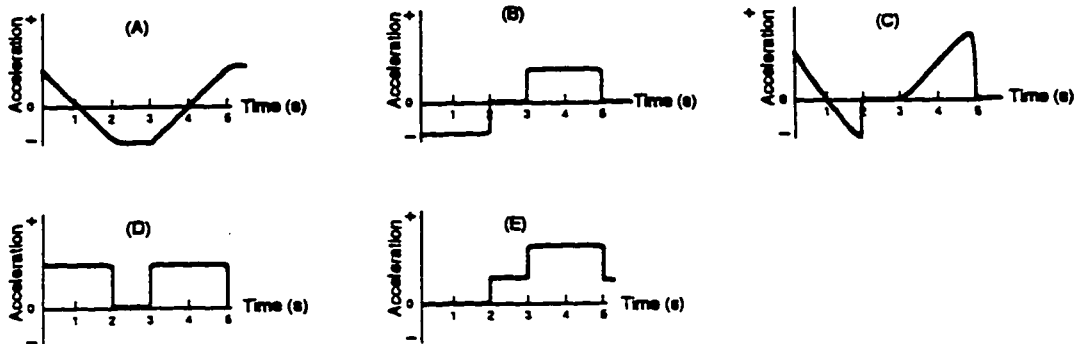 (A)
+
Acceleration
0
−
1 2 3 4 5
Time (s)
(B)
+
Acceleration
0
−
1 2 3 4 5
Time (s)
(C)
+
Acceleration
0
−
1 2 3 4 5
Time (s)
(D)
+
Acceleration
0
−
1 2 3 4 5
Time (s)
(E)
+
Acceleration
0
−
1 2 3 4 5
Time (s)